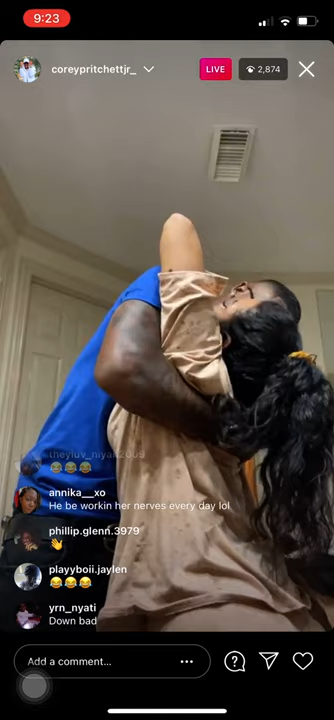 9:23
coreypritchettjr_
LIVE
2,874
theyluv_niyah2009
😂😂😂
annika__xo
He be workin her nerves every day lol
phillip.glenn.3979
👋
playyboii.jaylen
😂😂😂
yrn_nyati
Down bad
Add a comment...